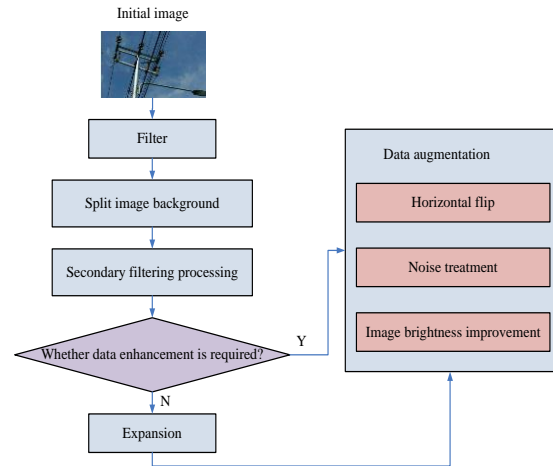 Initial image
Filter
Split image background
Secondary filtering processing
Whether data enhancement is required?
Y
N
Expansion
Data augmentation
Horizontal flip
Noise treatment
Image brightness improvement